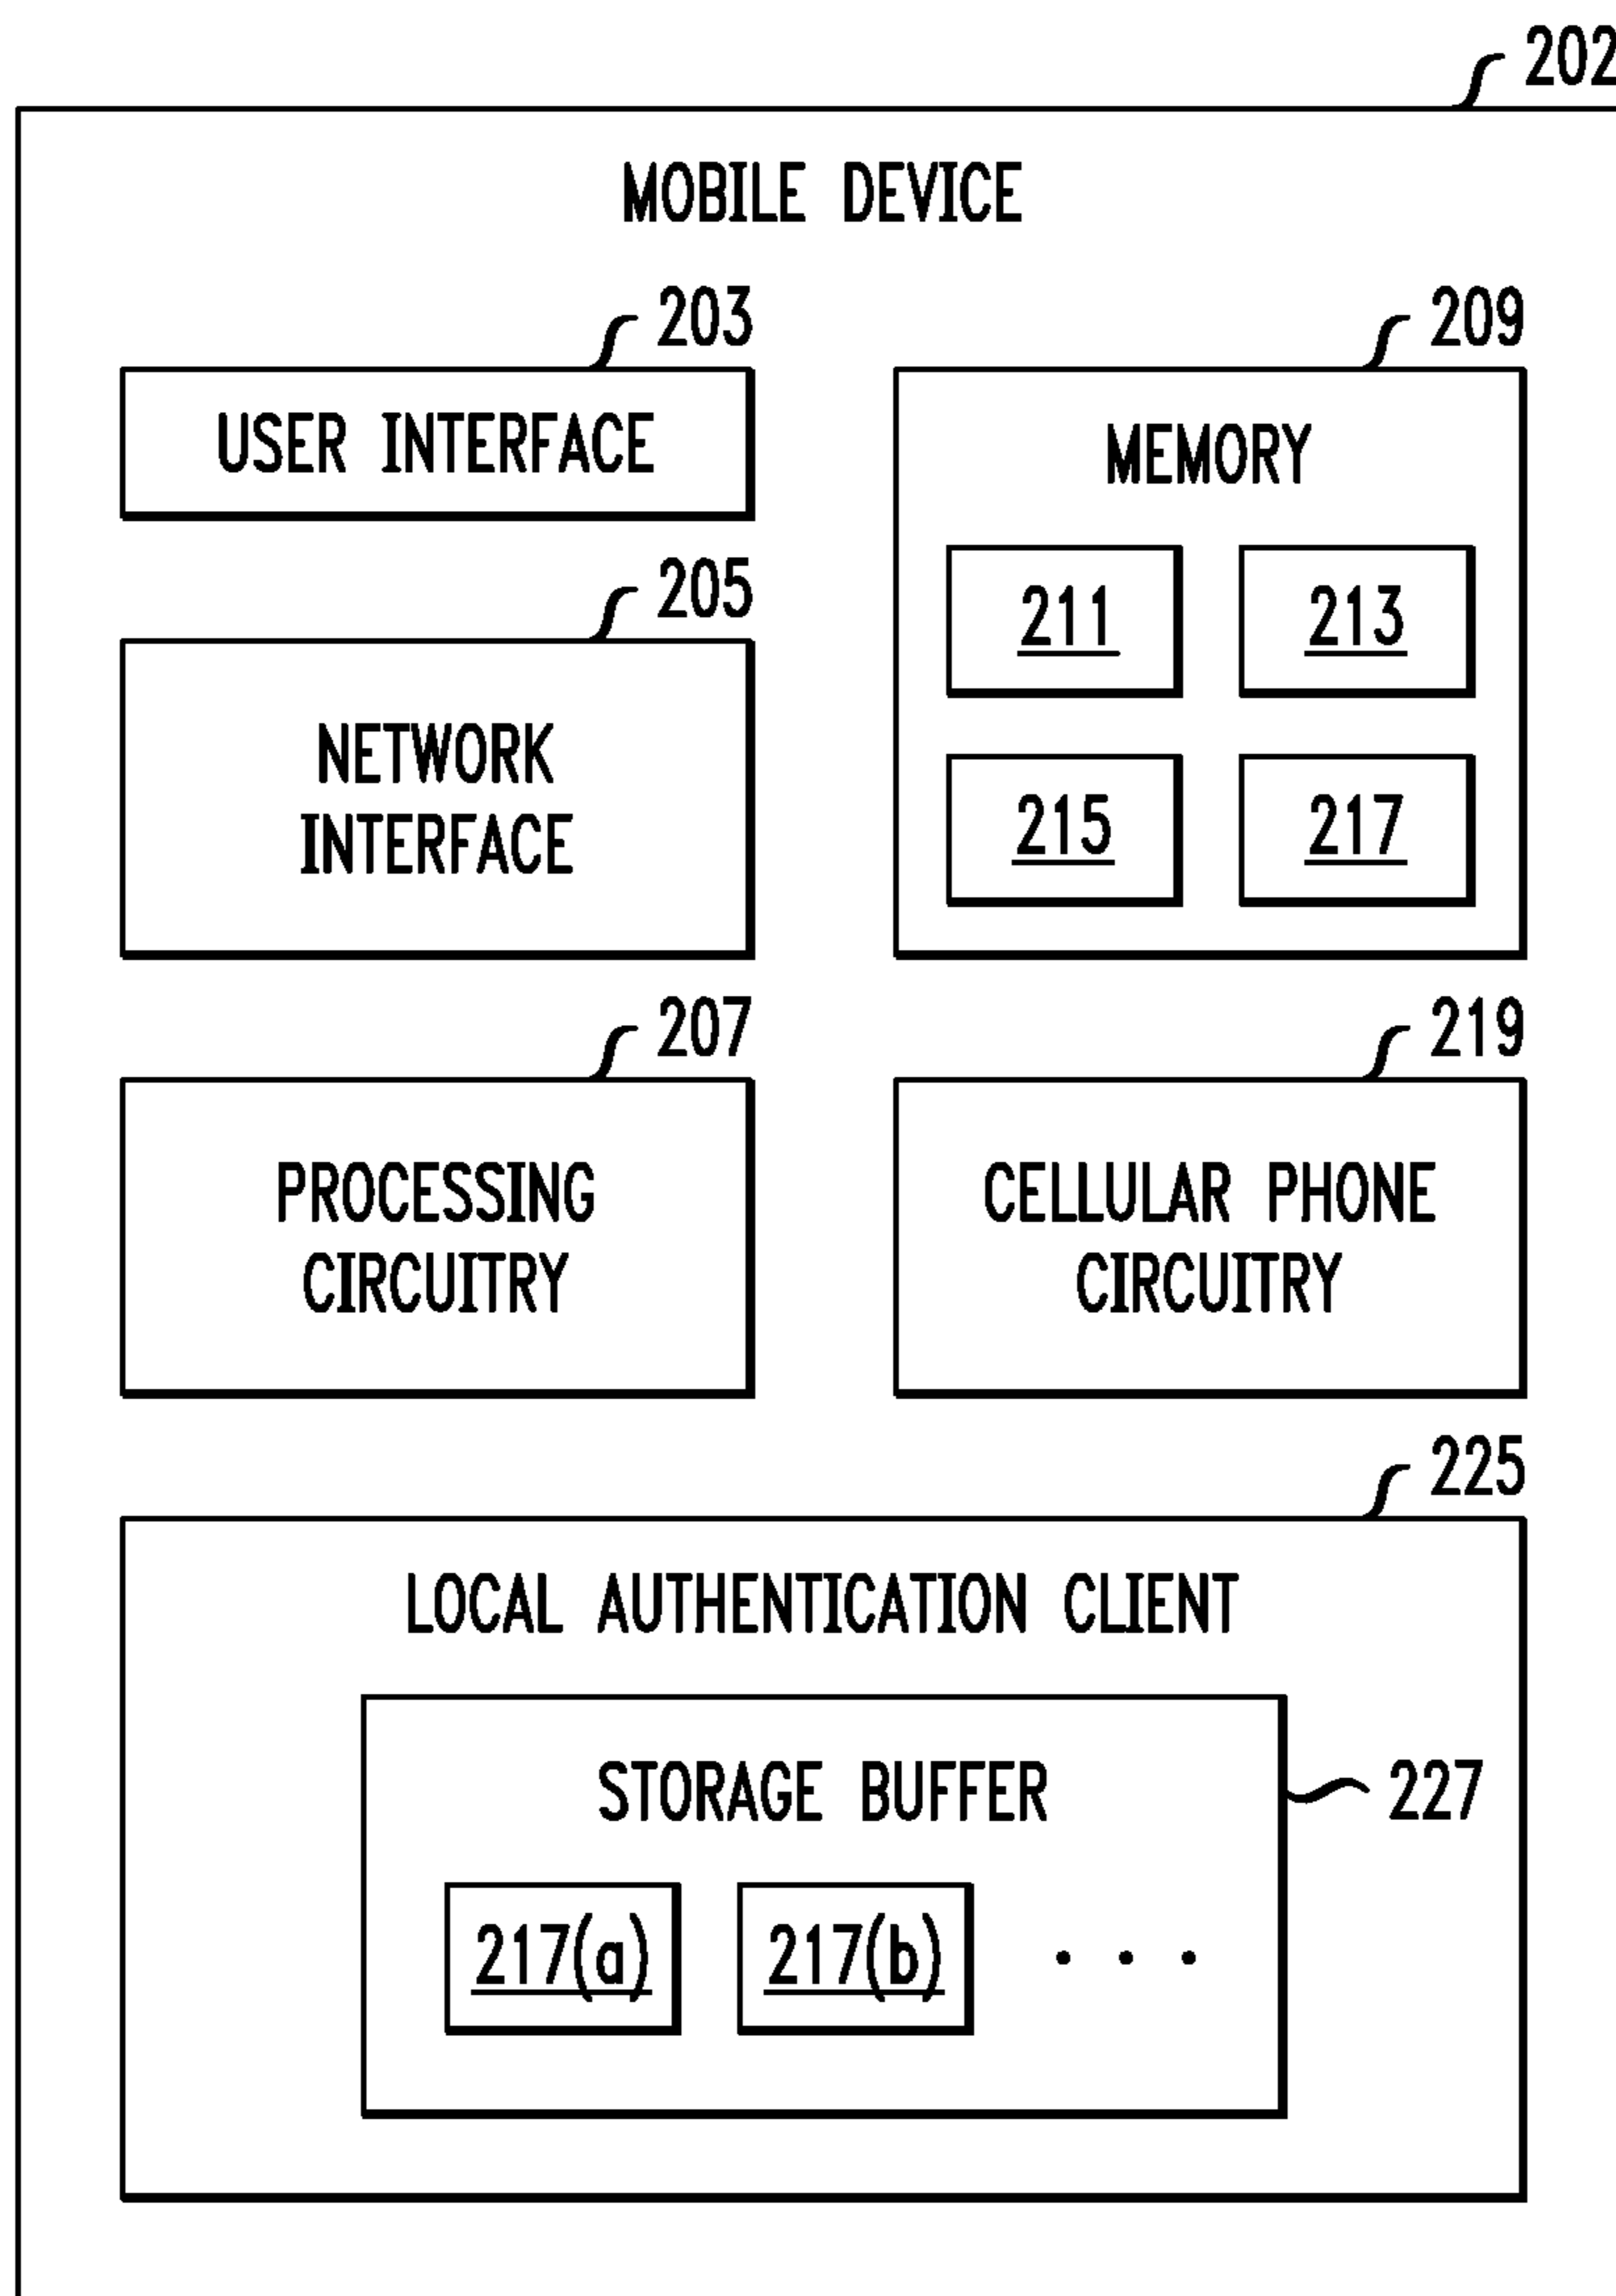 202
MOBILE DEVICE
203
USER INTERFACE
209
MEMORY
211
213
215
217
205
NETWORK
INTERFACE
207
PROCESSING
CIRCUITRY
219
CELLULAR PHONE
CIRCUITRY
225
LOCAL AUTHENTICATION CLIENT
STORAGE BUFFER
227
217(a)
217(b)
. . .